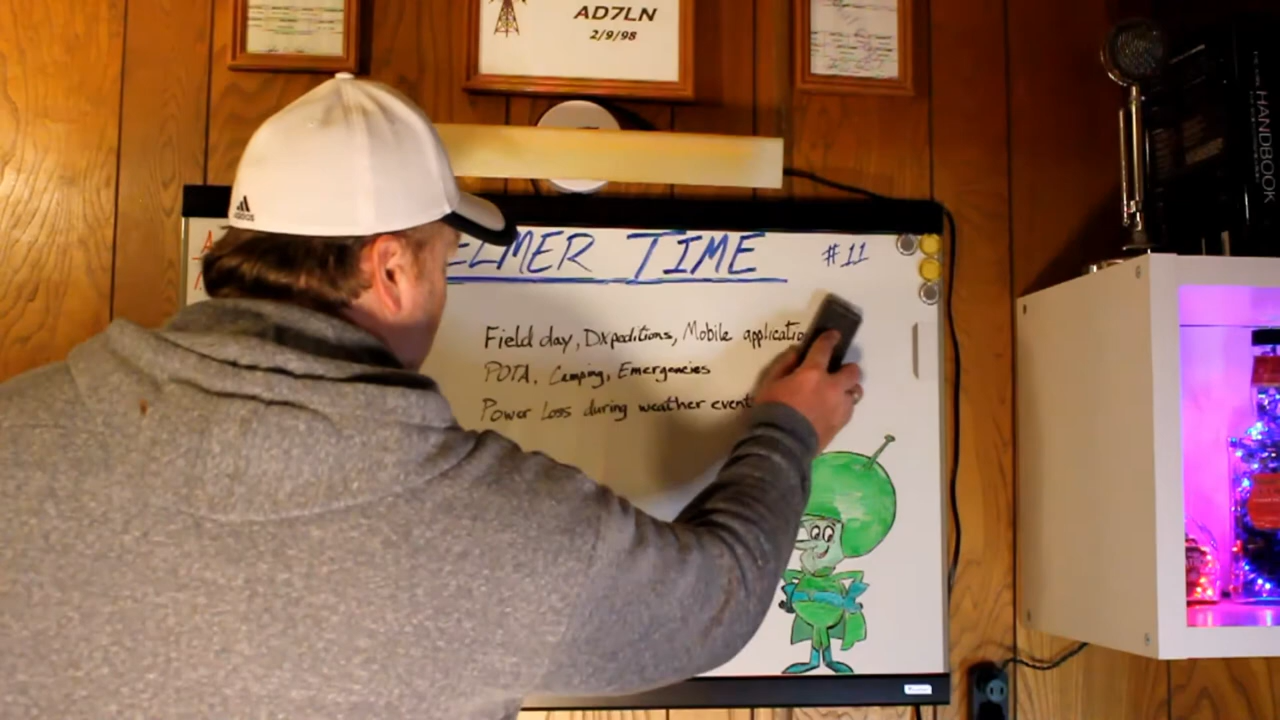 AD7LN
2/9/98
HANDBOOK
adidas
ELMER TIME
#11
Field day, DXpeditions, Mobile applicatio
POTA, Camping, Emergencies
Power Loss during weather event